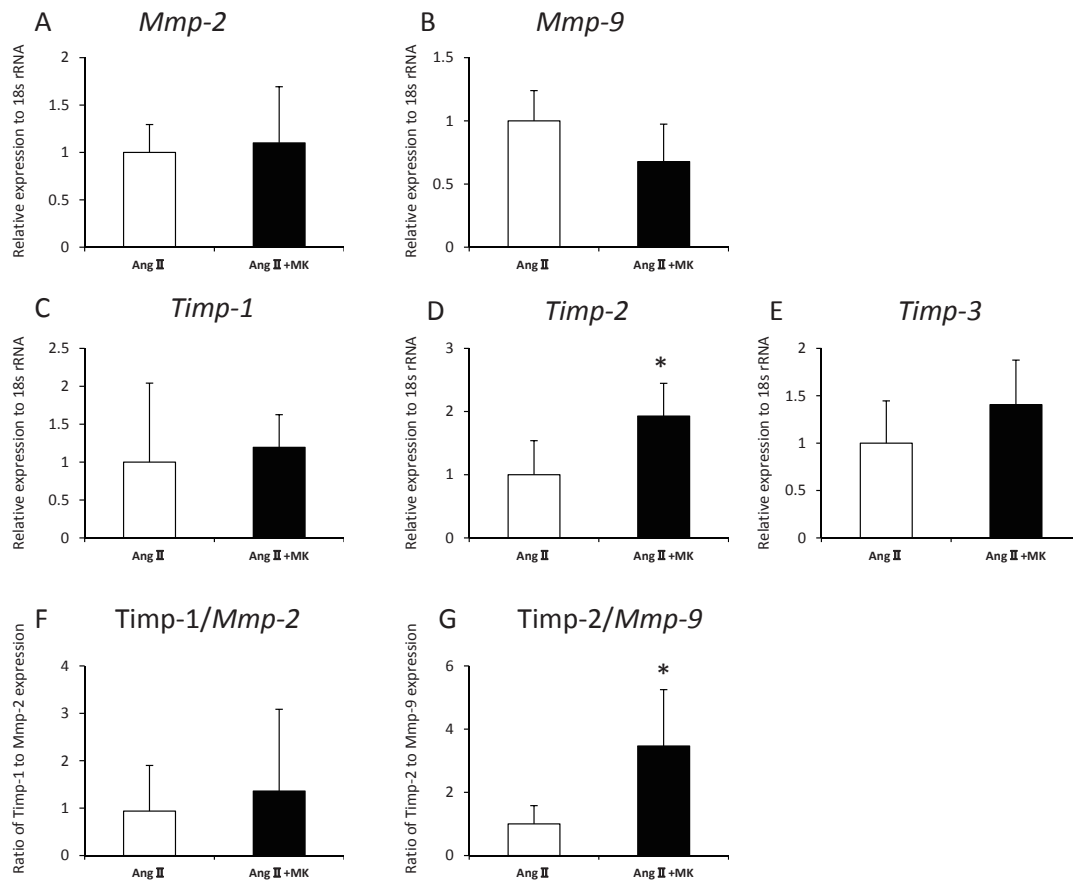 A Mmp-2
Relative expression to 18s rRNA
2
1.5
1
0.5
0
Ang Ⅱ Ang Ⅱ +MK
B Mmp-9
Relative expression to 18s rRNA
1.5
1
0.5
0
Ang Ⅱ Ang Ⅱ +MK
C Timp-1
Relative expression to 18s rRNA
2.5
2
1.5
1
0.5
0
Ang Ⅱ Ang Ⅱ +MK
D Timp-2
Relative expression to 18s rRNA
3
2
1
0
*
Ang Ⅱ Ang Ⅱ +MK
E Timp-3
Relative expression to 18s rRNA
2
1.5
1
0.5
0
Ang Ⅱ Ang Ⅱ +MK
F Timp-1/Mmp-2
Ratio of Timp-1 to Mmp-2 expression
4
3
2
1
0
Ang Ⅱ Ang Ⅱ +MK
G Timp-2/Mmp-9
Ratio of Timp-2 to Mmp-9 expression
6
4
2
0
*
Ang Ⅱ Ang Ⅱ +MK